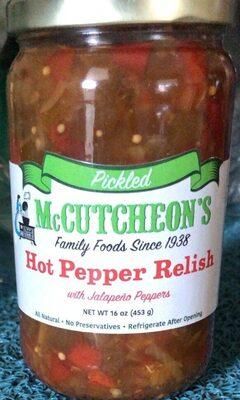 Pickled
McCUTCHEON'S
Family Foods Since 1938
Hot Pepper Relish
with Jalapeño Peppers
NET WT 16 oz (453 g)
All Natural • No Preservatives • Refrigerate After Opening